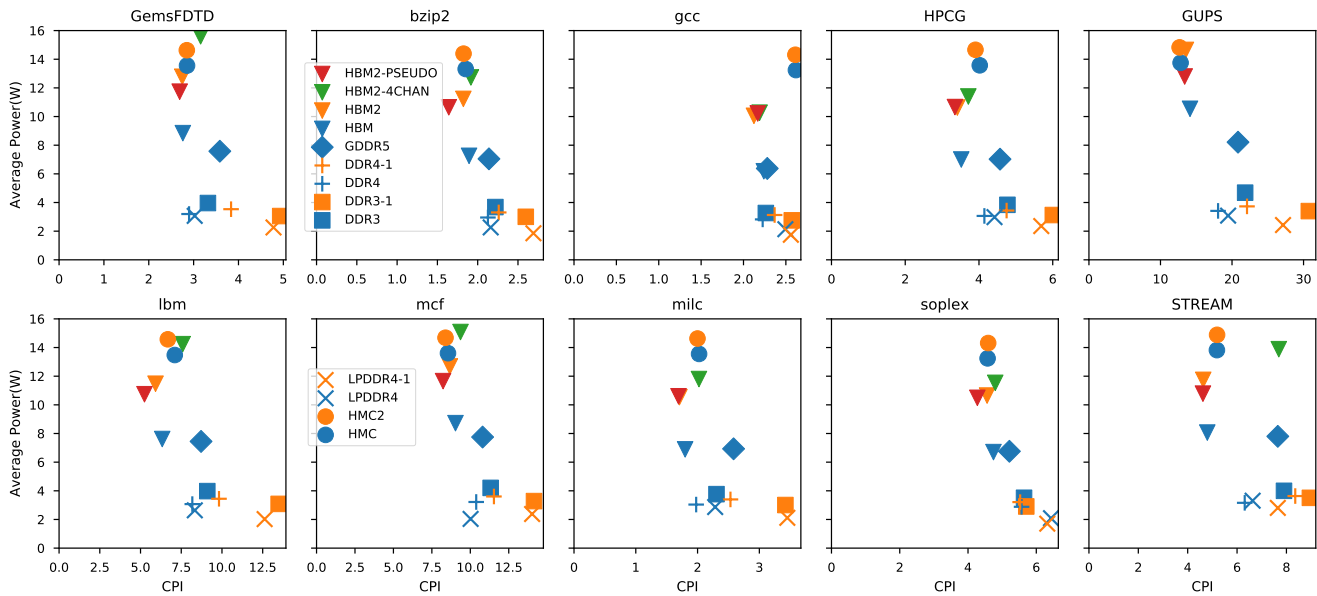 GemsFDTD
bzip2
gcc
HPCG
GUPS
Average Power(W)
16
14
12
10
8
6
4
2
0
HBM2-PSEUDO
HBM2-4CHAN
HBM2
HBM
GDDR5
DDR4-1
DDR4
DDR3-1
DDR3
0 1 2 3 4 5
0.0 0.5 1.0 1.5 2.0 2.5
0.0 0.5 1.0 1.5 2.0 2.5
0 2 4 6
0 10 20 30
lbm
mcf
milc
soplex
STREAM
Average Power(W)
16
14
12
10
8
6
4
2
0
LPDDR4-1
LPDDR4
HMC2
HMC
0.0 2.5 5.0 7.5 10.0 12.5
0.0 2.5 5.0 7.5 10.0 12.5
0 1 2 3
0 2 4 6
0 2 4 6 8
CPI
CPI
CPI
CPI
CPI